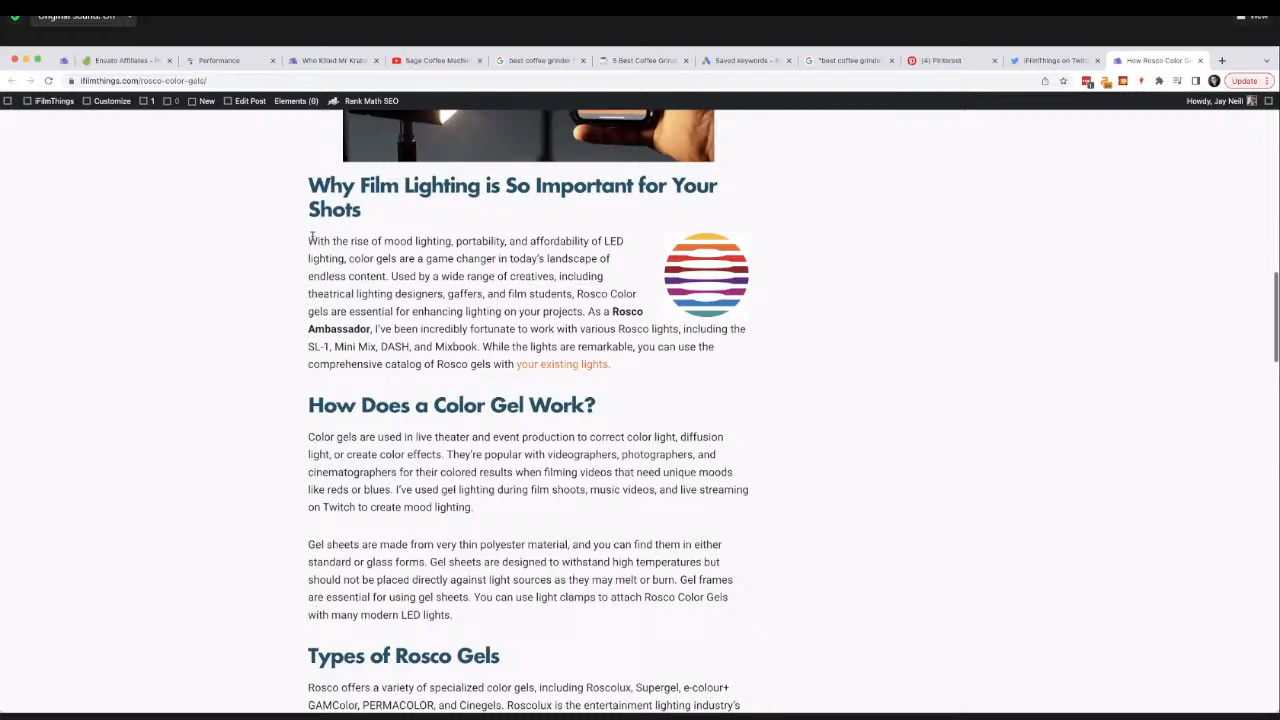 Original Sound: On
View
Envato Affiliates - P
Performance
Who Killed Mr Krab
Sage Coffee Machin
best coffee grinder
5 Best Coffee Grind
Saved keywords – E
"best coffee grinde
(4) Pinterest
iFilmThings on Twitt
How Rosco Color Ge
ifilmthings.com/rosco-color-gels/
Update
iFilmThings
Customize
1
0
New
Edit Post
Elements (6)
Rank Math SEO
Howdy, Jay Neill
Why Film Lighting is So Important for Your
Shots
With the rise of mood lighting, portability, and affordability of LED
lighting, color gels are a game changer in today's landscape of
endless content. Used by a wide range of creatives, including
theatrical lighting designers, gaffers, and film students, Rosco Color
gels are essential for enhancing lighting on your projects. As a Rosco
Ambassador, I've been incredibly fortunate to work with various Rosco lights, including the
SL-1, Mini Mix, DASH, and Mixbook. While the lights are remarkable, you can use the
comprehensive catalog of Rosco gels with your existing lights.
How Does a Color Gel Work?
Color gels are used in live theater and event production to correct color light, diffusion
light, or create color effects. They're popular with videographers, photographers, and
cinematographers for their colored results when filming videos that need unique moods
like reds or blues. I've used gel lighting during film shoots, music videos, and live streaming
on Twitch to create mood lighting.
Gel sheets are made from very thin polyester material, and you can find them in either
standard or glass forms. Gel sheets are designed to withstand high temperatures but
should not be placed directly against light sources as they may melt or burn. Gel frames
are essential for using gel sheets. You can use light clamps to attach Rosco Color Gels
with many modern LED lights.
Types of Rosco Gels
Rosco offers a variety of specialized color gels, including Roscolux, Supergel, e-colour+
GAMColor, PERMACOLOR, and Cinegels. Roscolux is the entertainment lighting industry's